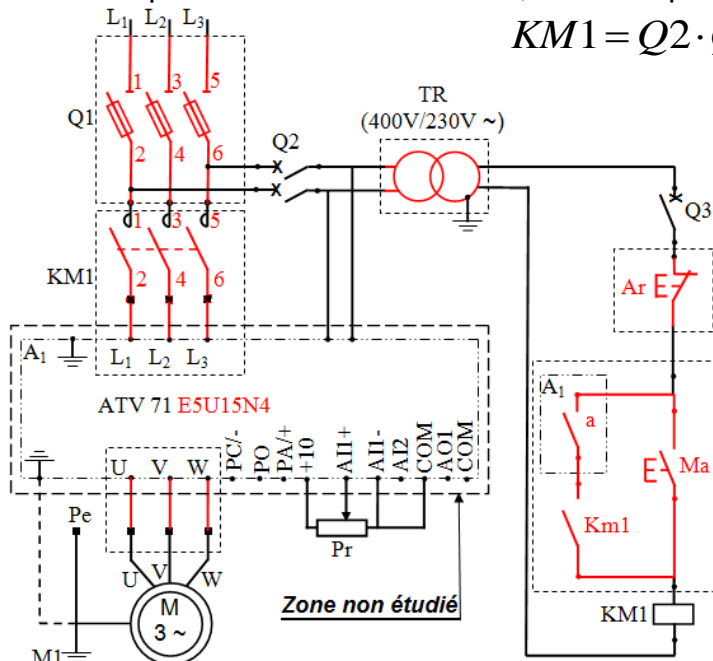 KM1 = Q2 ·
L1 L2 L3
1 3 5
Q1
2 4 6
Q2
TR
(400V/230V ~)
Q3
1 3 5
KM1
2 4 6
Ar
A1
L1 L2 L3
ATV 71 E5U15N4
A1
a
Ma
Km1
U V W
PC/-
PO
PA/+
+10
AI1+
AI1-
AI2
COM
AO1
COM
Pe
Pr
U V W
M
3 ~
Zone non étudié
KM1
M1